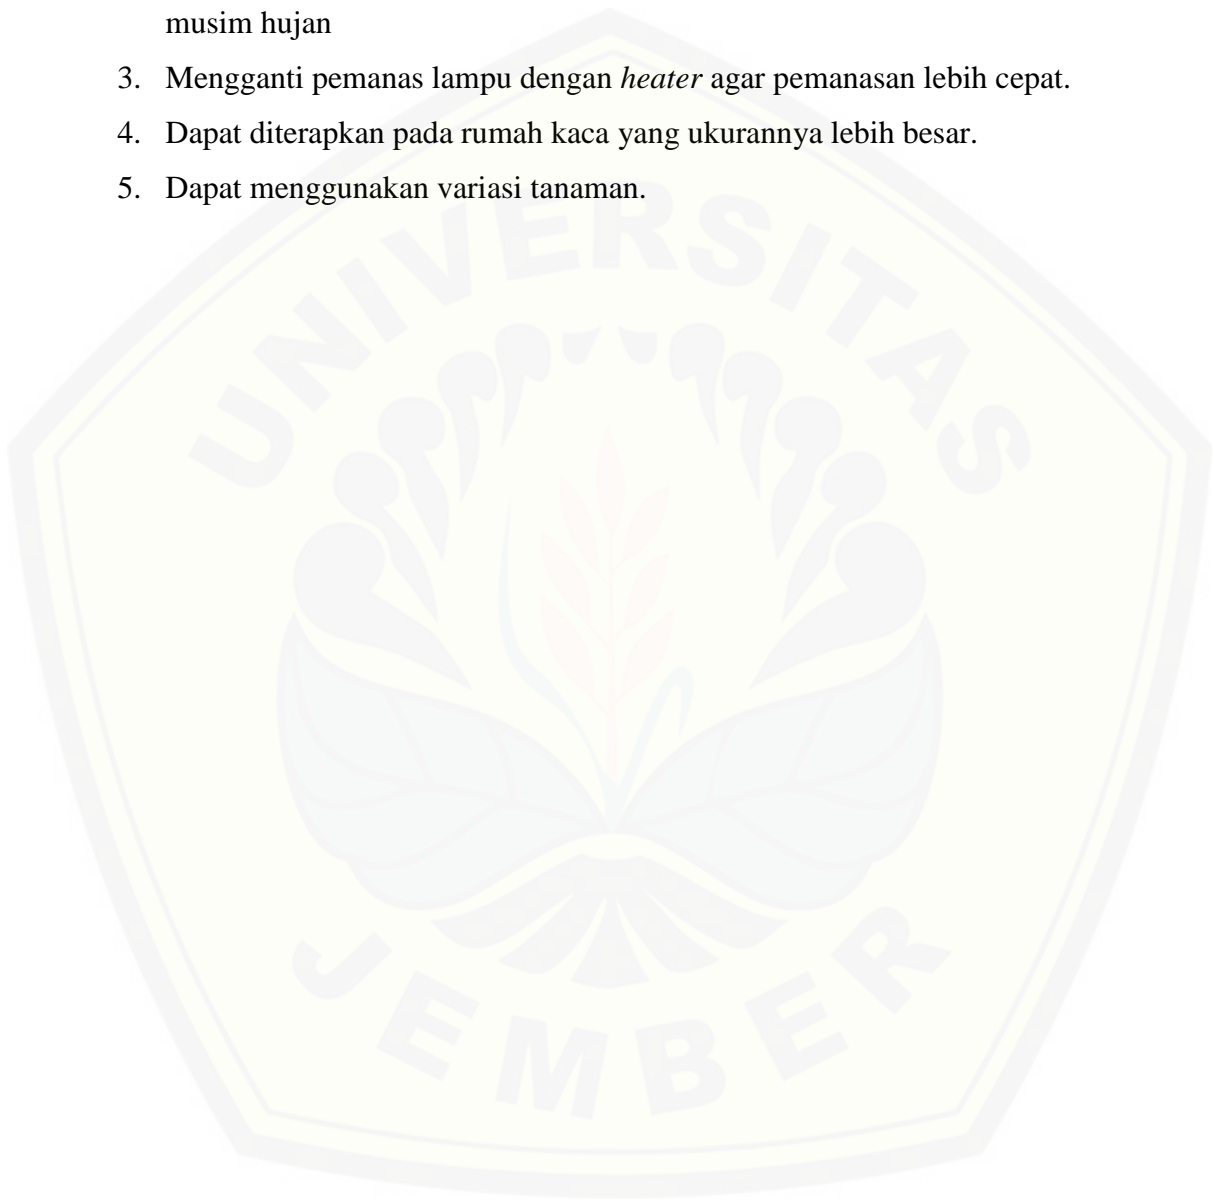 musim hujan
3. Mengganti pemanas lampu dengan heater agar pemanasan lebih cepat.
4. Dapat diterapkan pada rumah kaca yang ukurannya lebih besar.
5. Dapat menggunakan variasi tanaman.
UNIVERSITAS
JEMBER